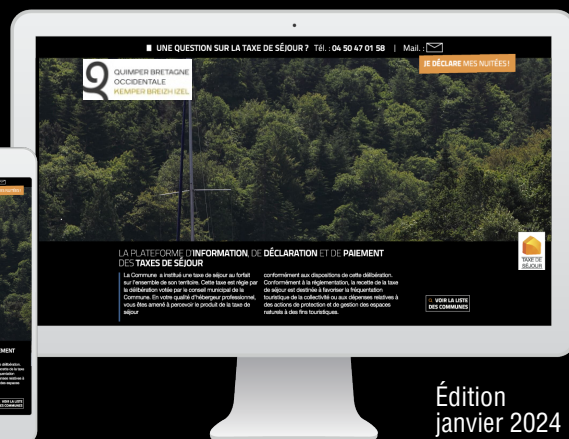 UNE QUESTION SUR LA TAXE DE SÉJOUR ? Tél. : 04 50 47 01 58 | Mail. :
JE DÉCLARE MES NUITÉES !
QUIMPER BRETAGNE
OCCIDENTALE
KEMPER BREIZH IZEL
LA PLATEFORME D'INFORMATION, DE DÉCLARATION ET DE PAIEMENT
DES TAXES DE SÉJOUR
La Commune a institué une taxe de séjour au forfait
sur l'ensemble de son territoire. Cette taxe est régie par
la délibération votée par le conseil municipal de la
Commune. En votre qualité d'hébergeur professionnel,
vous êtes amené à percevoir le produit de la taxe de
séjour
conformément aux dispositions de cette délibération.
Conformément à la réglementation, la recette de la taxe
de séjour est destinée à favoriser la fréquentation
touristique de la collectivité ou aux dépenses relatives à
des actions de protection et de gestion des espaces
naturels à des fins touristiques.
TAXE DE
SÉJOUR
VOIR LA LISTE
DES COMMUNES
VOIR LA LISTE
DES COMMUNES
Édition
janvier 2024